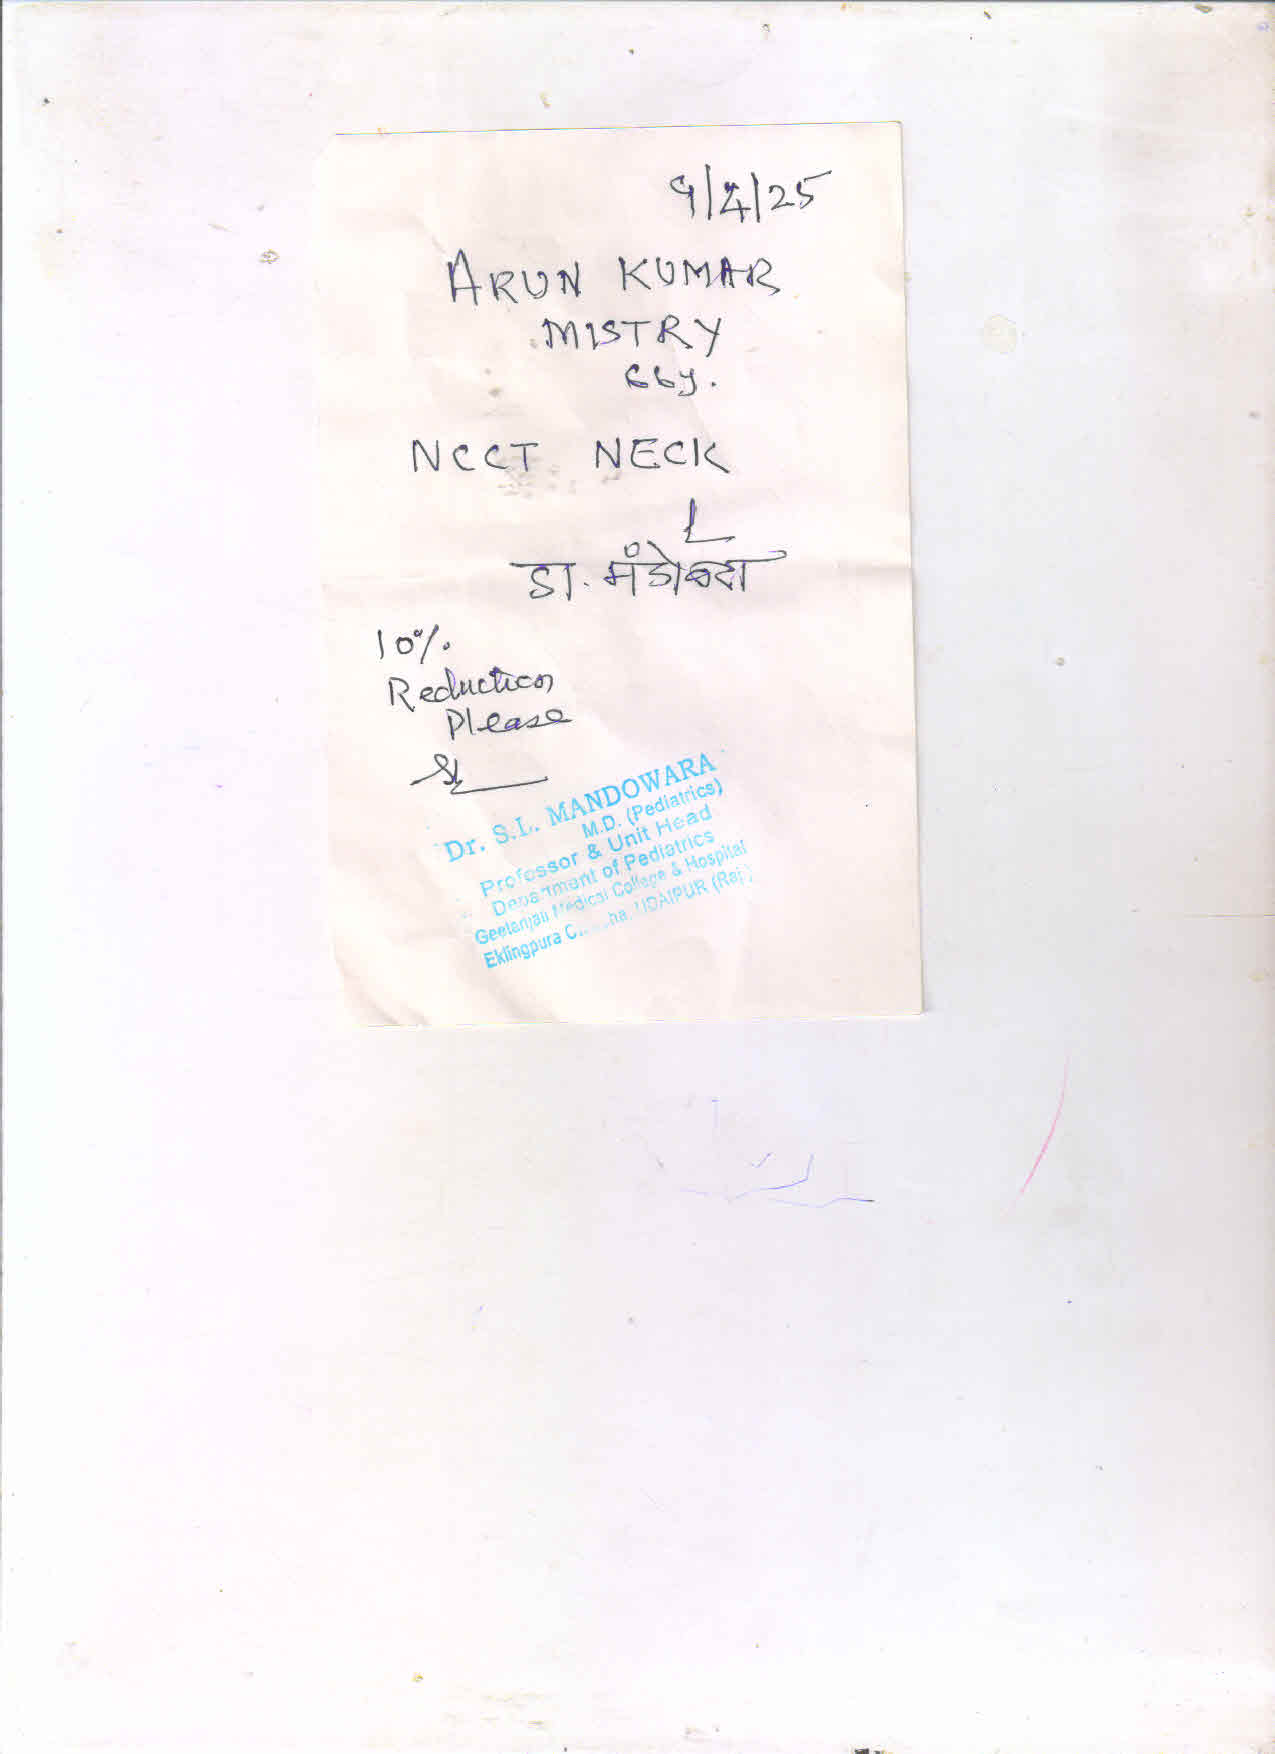 9/4/25
ARUN KUMAR
MISTRY
66y.
NCCT NECK
डा. मंडोवरा
10%.
Reduction
Please
Dr. S.L. MANDOWARA
M.D. (Pediatrics)
Professor & Unit Head
Department of Pediatrics
Geetanjali Medical College & Hospital
Eklingpura UDAIPUR (Raj.)